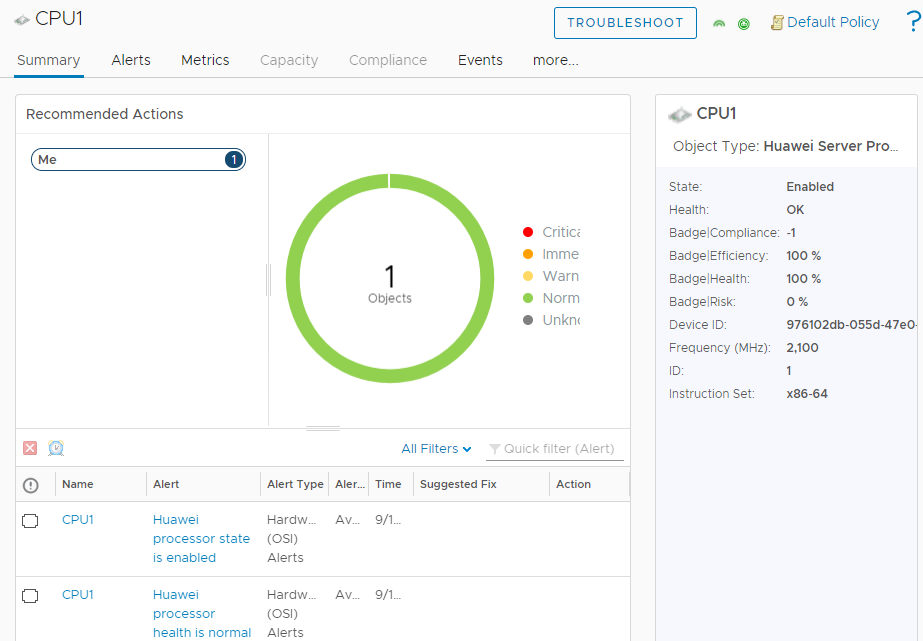 CPU1
TROUBLESHOOT
Default Policy
?
Summary
Alerts
Metrics
Capacity
Compliance
Events
more...
Recommended Actions
Me
1
1
Objects
Critica
Imme
Warn
Norm
Unkno
All Filters
Quick filter (Alert)
Name
Alert
Alert Type
Aler...
Time
Suggested Fix
Action
CPU1
Huawei
processor state
is enabled
Hardw...
(OSI)
Alerts
Av...
9/1...
CPU1
Huawei
processor
health is normal
Hardw...
(OSI)
Alerts
Av...
9/1...
CPU1
Object Type: Huawei Server Pro...
State: Enabled
Health: OK
Badge|Compliance: -1
Badge|Efficiency: 100 %
Badge|Health: 100 %
Badge|Risk: 0 %
Device ID: 976102db-055d-47e0-
Frequency (MHz): 2,100
ID: 1
Instruction Set: x86-64